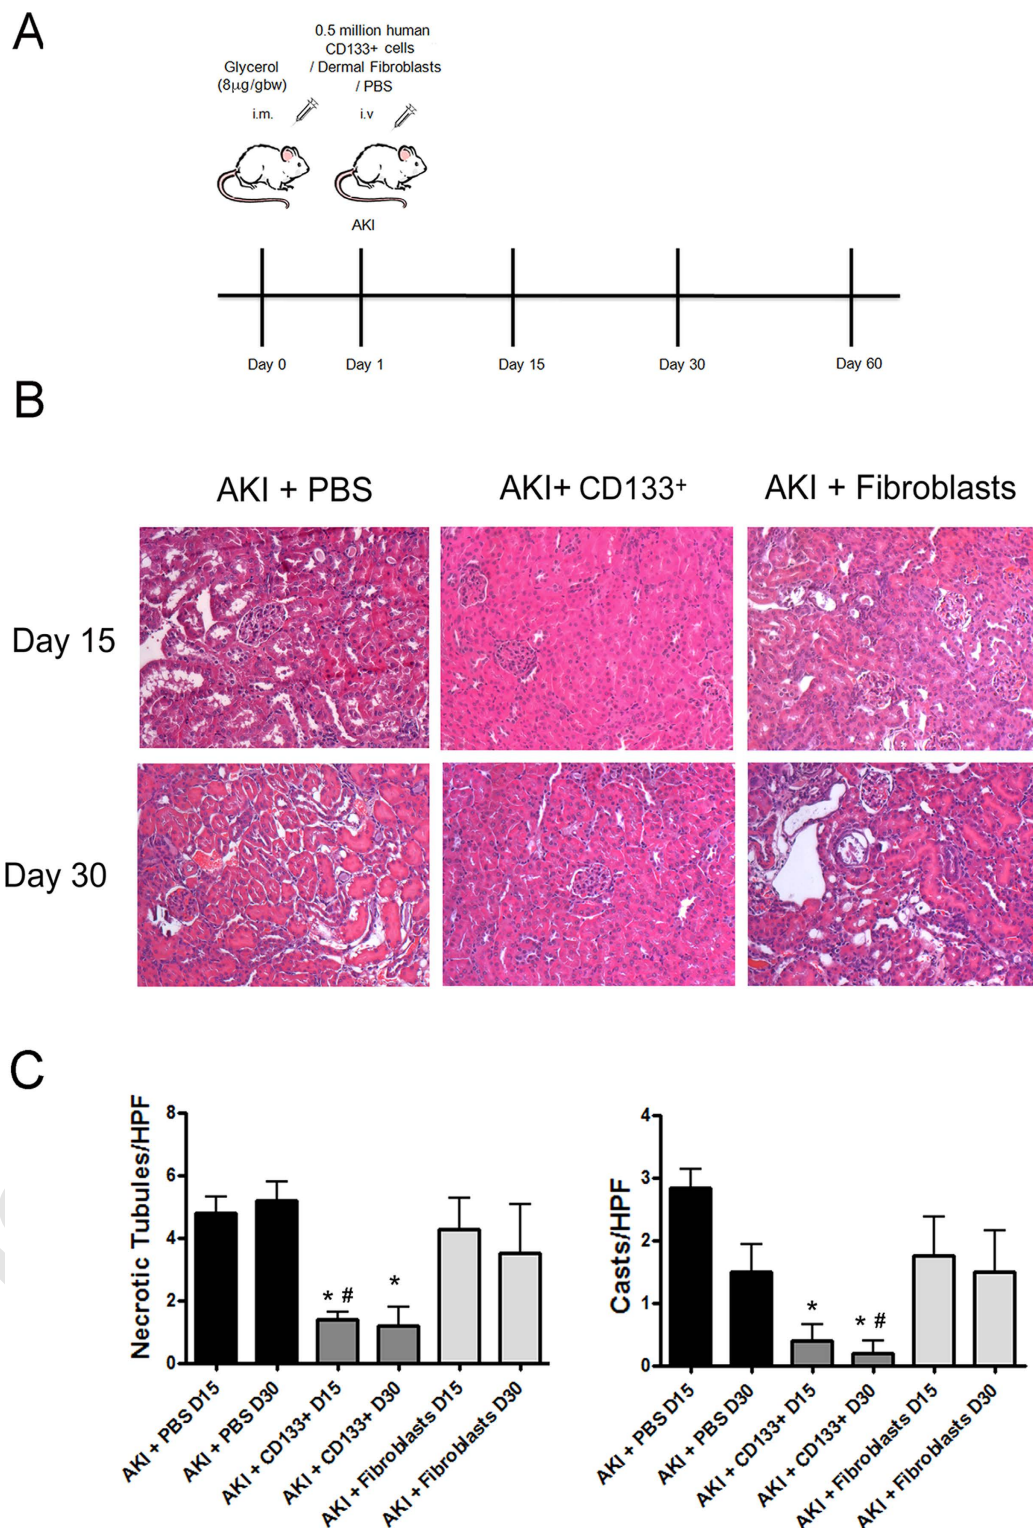 A
0.5 million human
CD133+ cells
/ Dermal Fibroblasts
/ PBS
Glycerol
(8µg/gbw)
i.m.
i.v
AKI
Day 0
Day 1
Day 15
Day 30
Day 60
B
AKI + PBS
AKI+ CD133+
AKI + Fibroblasts
Day 15
Day 30
C
Necrotic Tubules/HPF
8
6
4
2
0
* #
*
AKI + PBS D15
AKI + PBS D30
AKI + CD133+ D15
AKI + CD133+ D30
AKI + Fibroblasts D15
AKI + Fibroblasts D30
Casts/HPF
4
3
2
1
0
*
* #
AKI + PBS D15
AKI + PBS D30
AKI + CD133+ D15
AKI + CD133+ D30
AKI + Fibroblasts D15
AKI + Fibroblasts D30